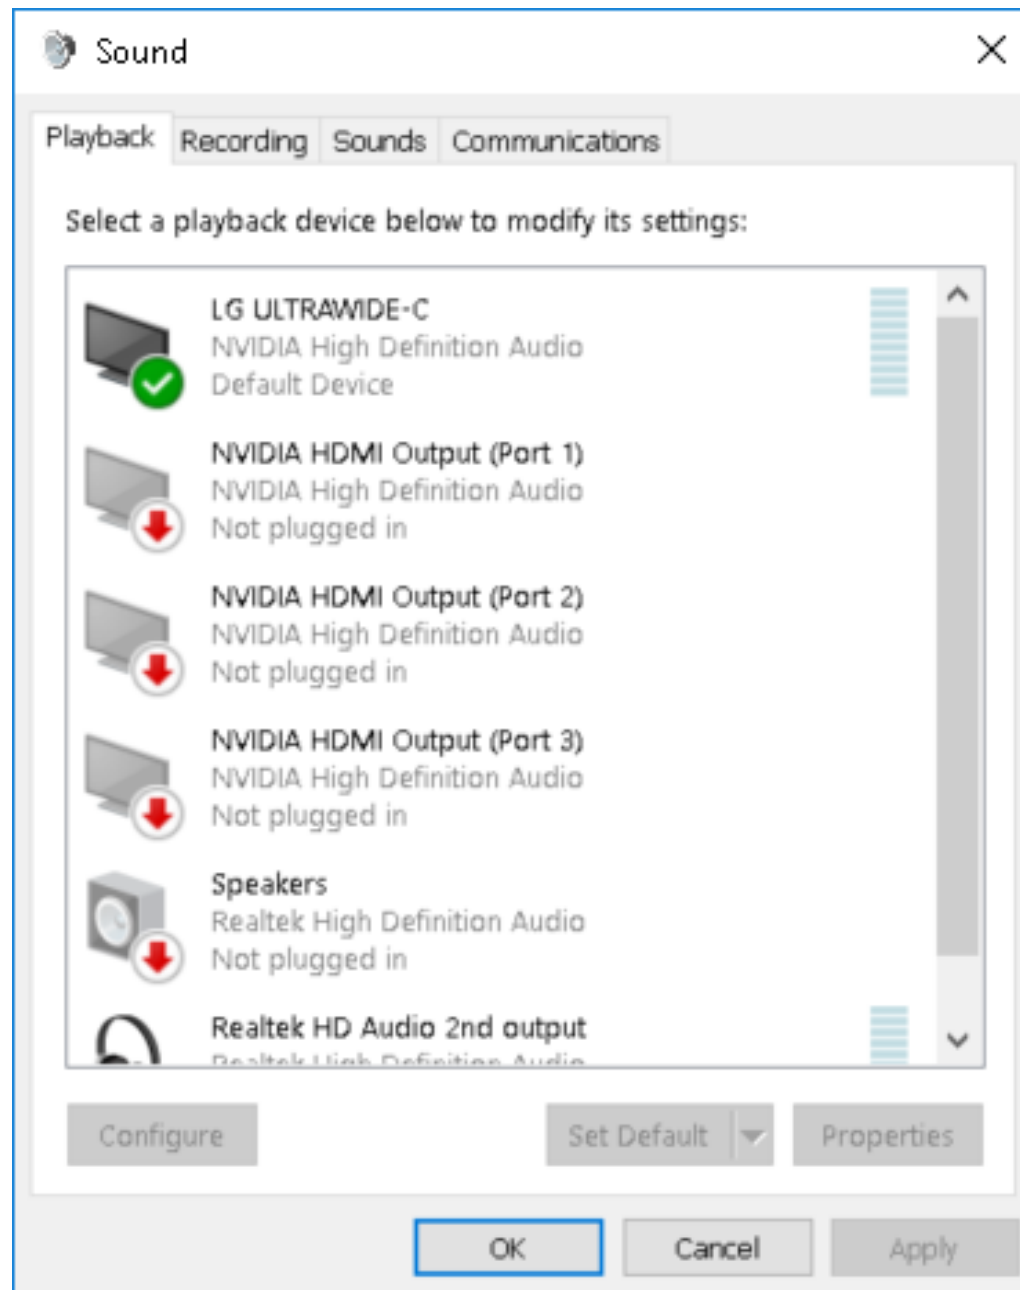 Sound
Playback Recording Sounds Communications
Select a playback device below to modify its settings:
LG ULTRAWIDE-C
NVIDIA High Definition Audio
Default Device
NVIDIA HDMI Output (Port 1)
NVIDIA High Definition Audio
Not plugged in
NVIDIA HDMI Output (Port 2)
NVIDIA High Definition Audio
Not plugged in
NVIDIA HDMI Output (Port 3)
NVIDIA High Definition Audio
Not plugged in
Speakers
Realtek High Definition Audio
Not plugged in
Realtek HD Audio 2nd output
Realtek High Definition Audio
Configure Set Default Properties
OK Cancel Apply